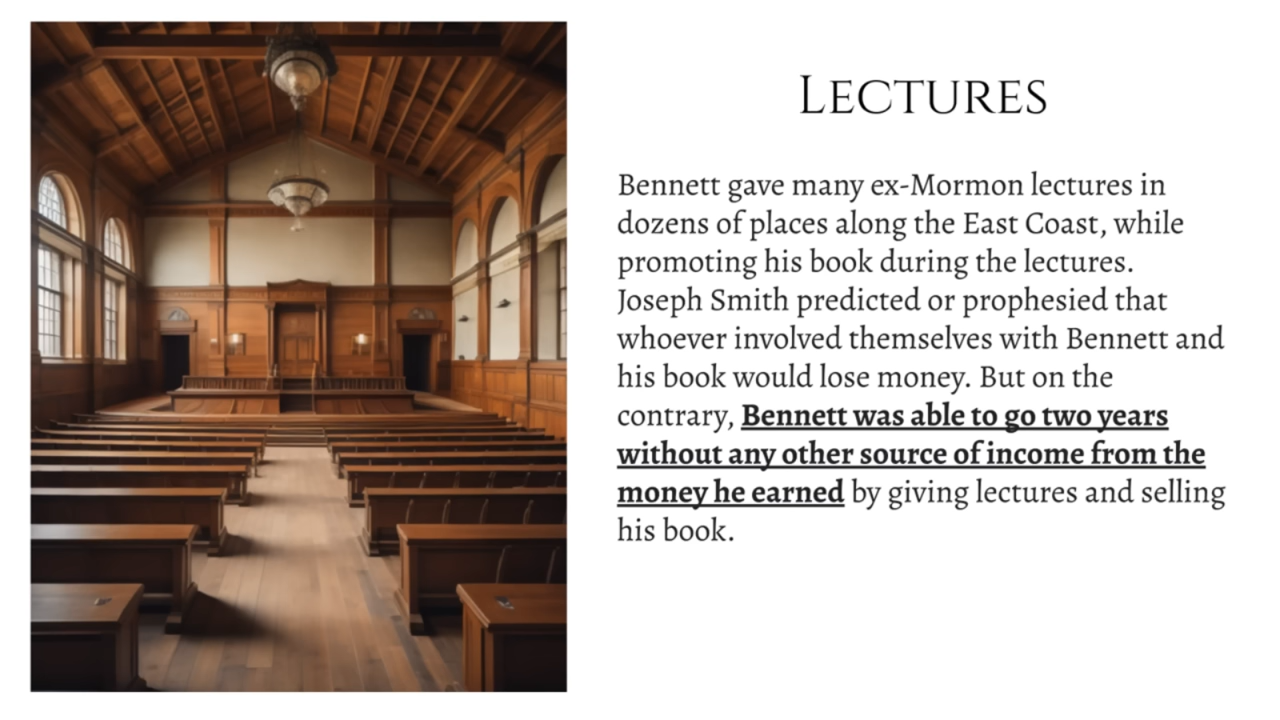 Lectures
Bennett gave many ex-Mormon lectures in
dozens of places along the East Coast, while
promoting his book during the lectures.
Joseph Smith predicted or prophesied that
whoever involved themselves with Bennett and
his book would lose money. But on the
contrary, Bennett was able to go two years
without any other source of income from the
money he earned by giving lectures and selling
his book.